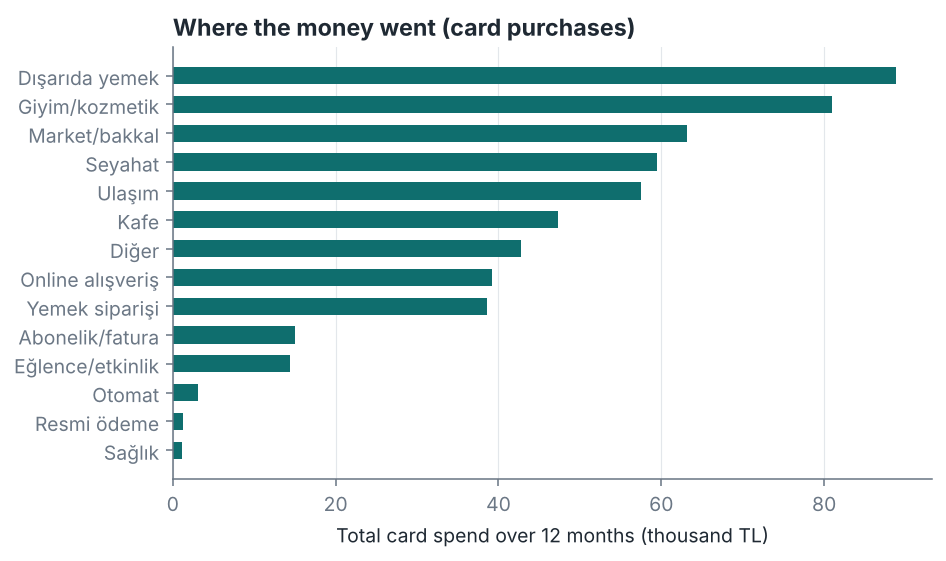 Where the money went (card purchases)
Dışarıda yemek
Giyim/kozmetik
Market/bakkal
Seyahat
Ulaşım
Kafe
Diğer
Online alışveriş
Yemek siparişi
Abonelik/fatura
Eğlence/etkinlik
Otomat
Resmi ödeme
Sağlık
0 20 40 60 80
Total card spend over 12 months (thousand TL)